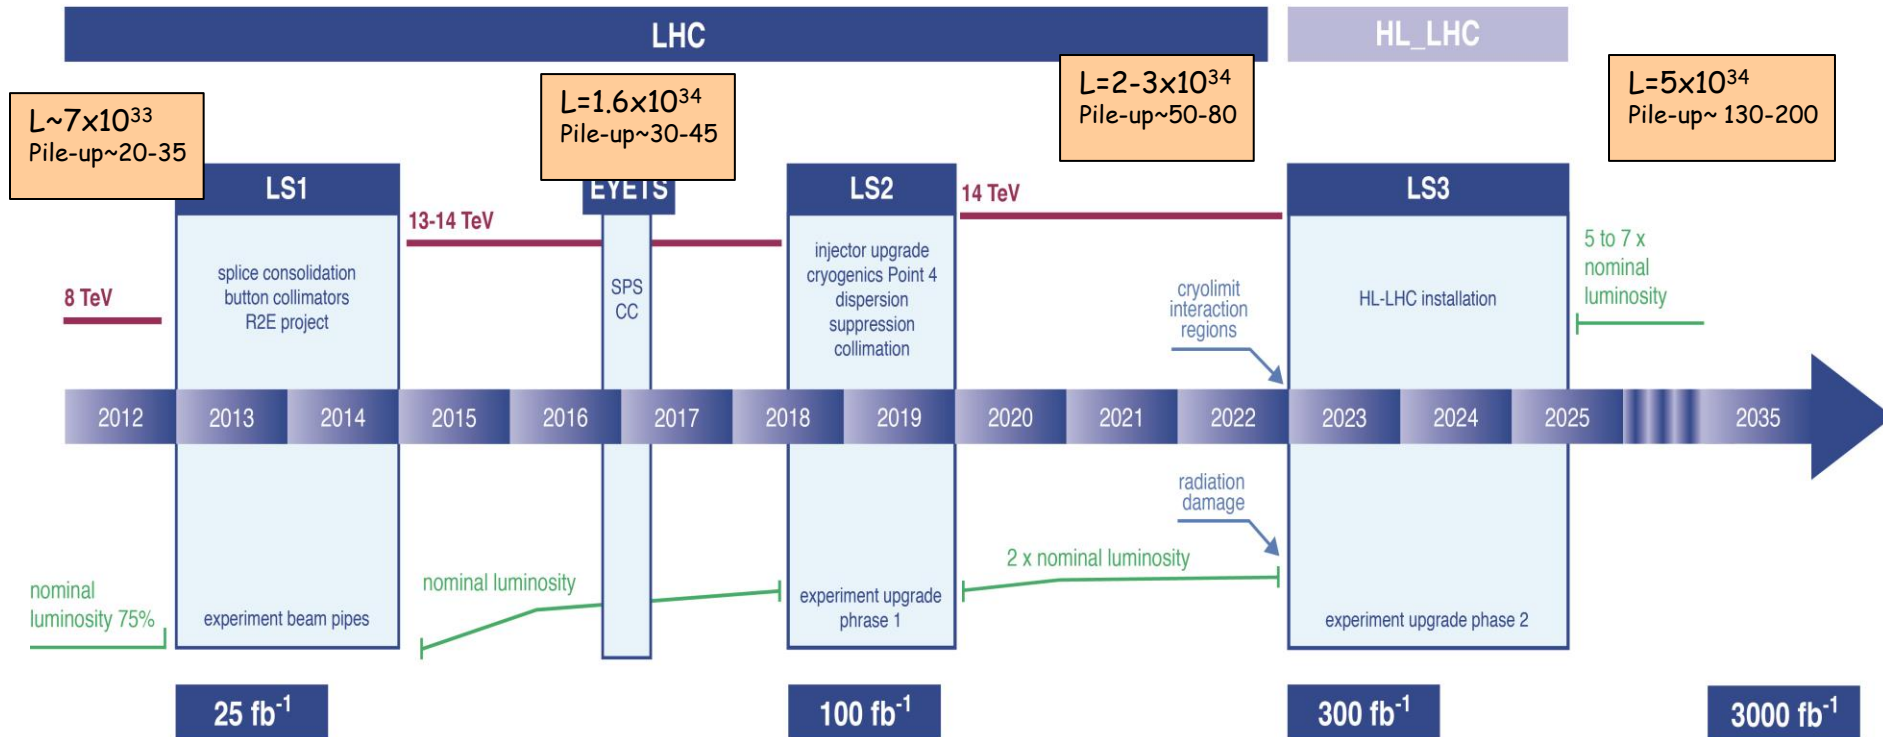 LHC
HL_LHC
L~7x10³³
Pile-up~20-35
L=1.6x10³⁴
Pile-up~30-45
L=2-3x10³⁴
Pile-up~50-80
L=5x10³⁴
Pile-up~ 130-200
LS1
EYETS
LS2
LS3
8 TeV
13-14 TeV
14 TeV
splice consolidation
button collimators
R2E project
SPS
CC
injector upgrade
cryogenics Point 4
dispersion
suppression
collimation
cryolimit
interaction
regions
HL-LHC installation
5 to 7 x
nominal
luminosity
2012
2013
2014
2015
2016
2017
2018
2019
2020
2021
2022
2023
2024
2025
2035
radiation
damage
nominal
luminosity 75%
experiment beam pipes
nominal luminosity
experiment upgrade
phrase 1
2 x nominal luminosity
experiment upgrade phase 2
25 fb⁻¹
100 fb⁻¹
300 fb⁻¹
3000 fb⁻¹